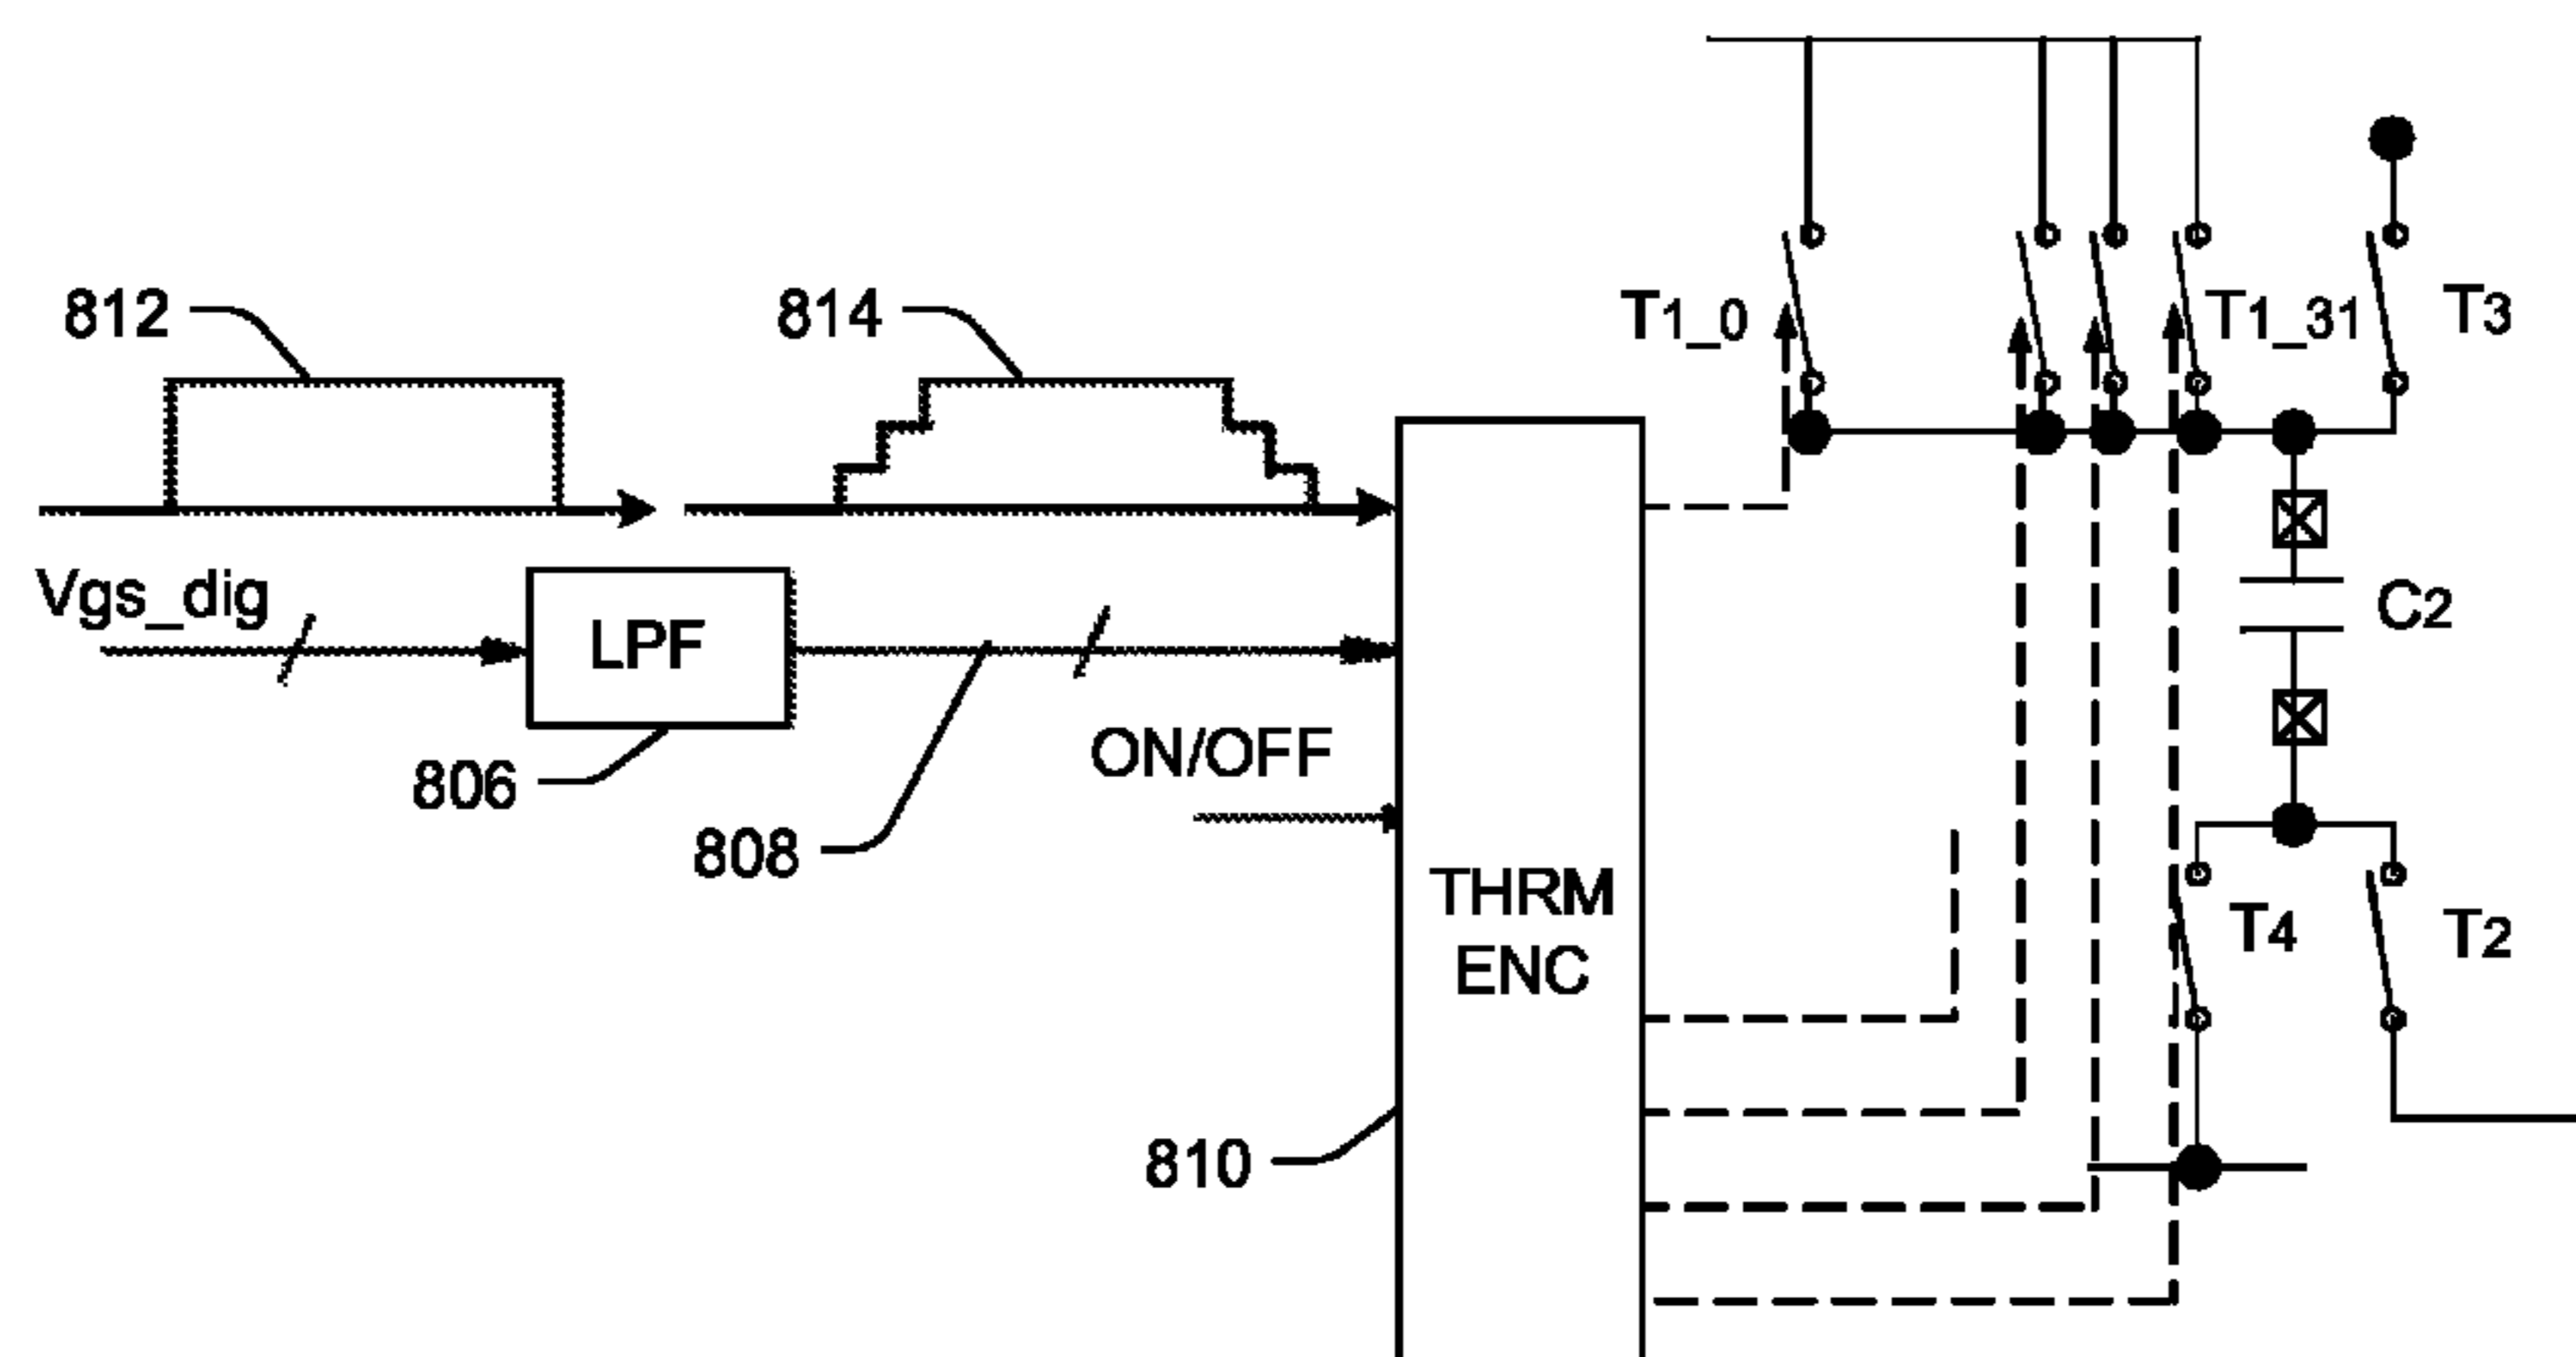 812
814
T1_0
T1_31
T3
Vgs_dig
LPF
C2
806
808
ON/OFF
THRM
ENC
T4
T2
810